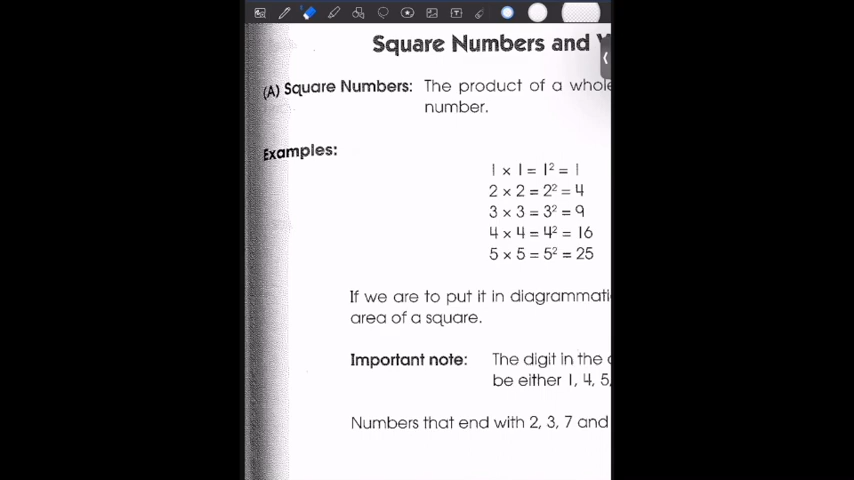 Square Numbers and
(A) Square Numbers: The product of a whole
number.
Examples:
1 × 1 = 1² = 1
2 × 2 = 2² = 4
3 × 3 = 3² = 9
4 × 4 = 4² = 16
5 × 5 = 5² = 25
If we are to put it in diagrammati
area of a square.
Important note: The digit in the
be either 1, 4, 5,
Numbers that end with 2, 3, 7 and